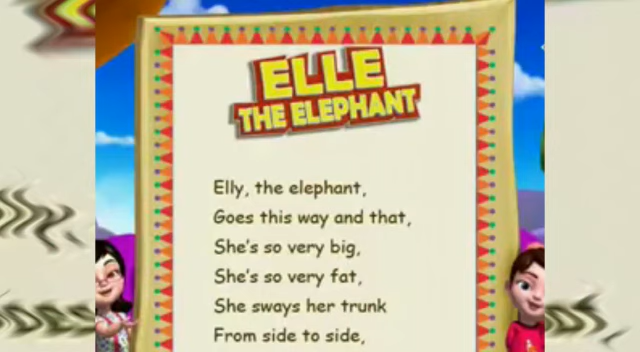 ELLE
THE ELEPHANT
Elly, the elephant,
Goes this way and that,
She's so very big,
She's so very fat,
She sways her trunk
From side to side,